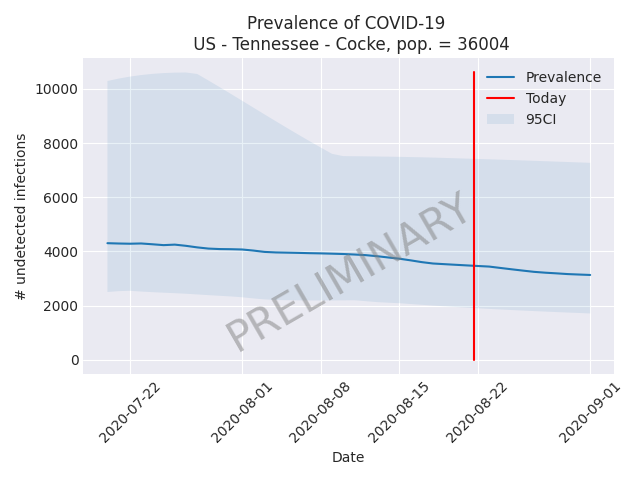 Prevalence of COVID-19
US - Tennessee - Cocke, pop. = 36004
# undetected infections
10000
8000
6000
4000
2000
0
Prevalence
Today
95CI
PRELIMINARY
2020-07-22
2020-08-01
2020-08-08
2020-08-15
2020-08-22
2020-09-01
Date